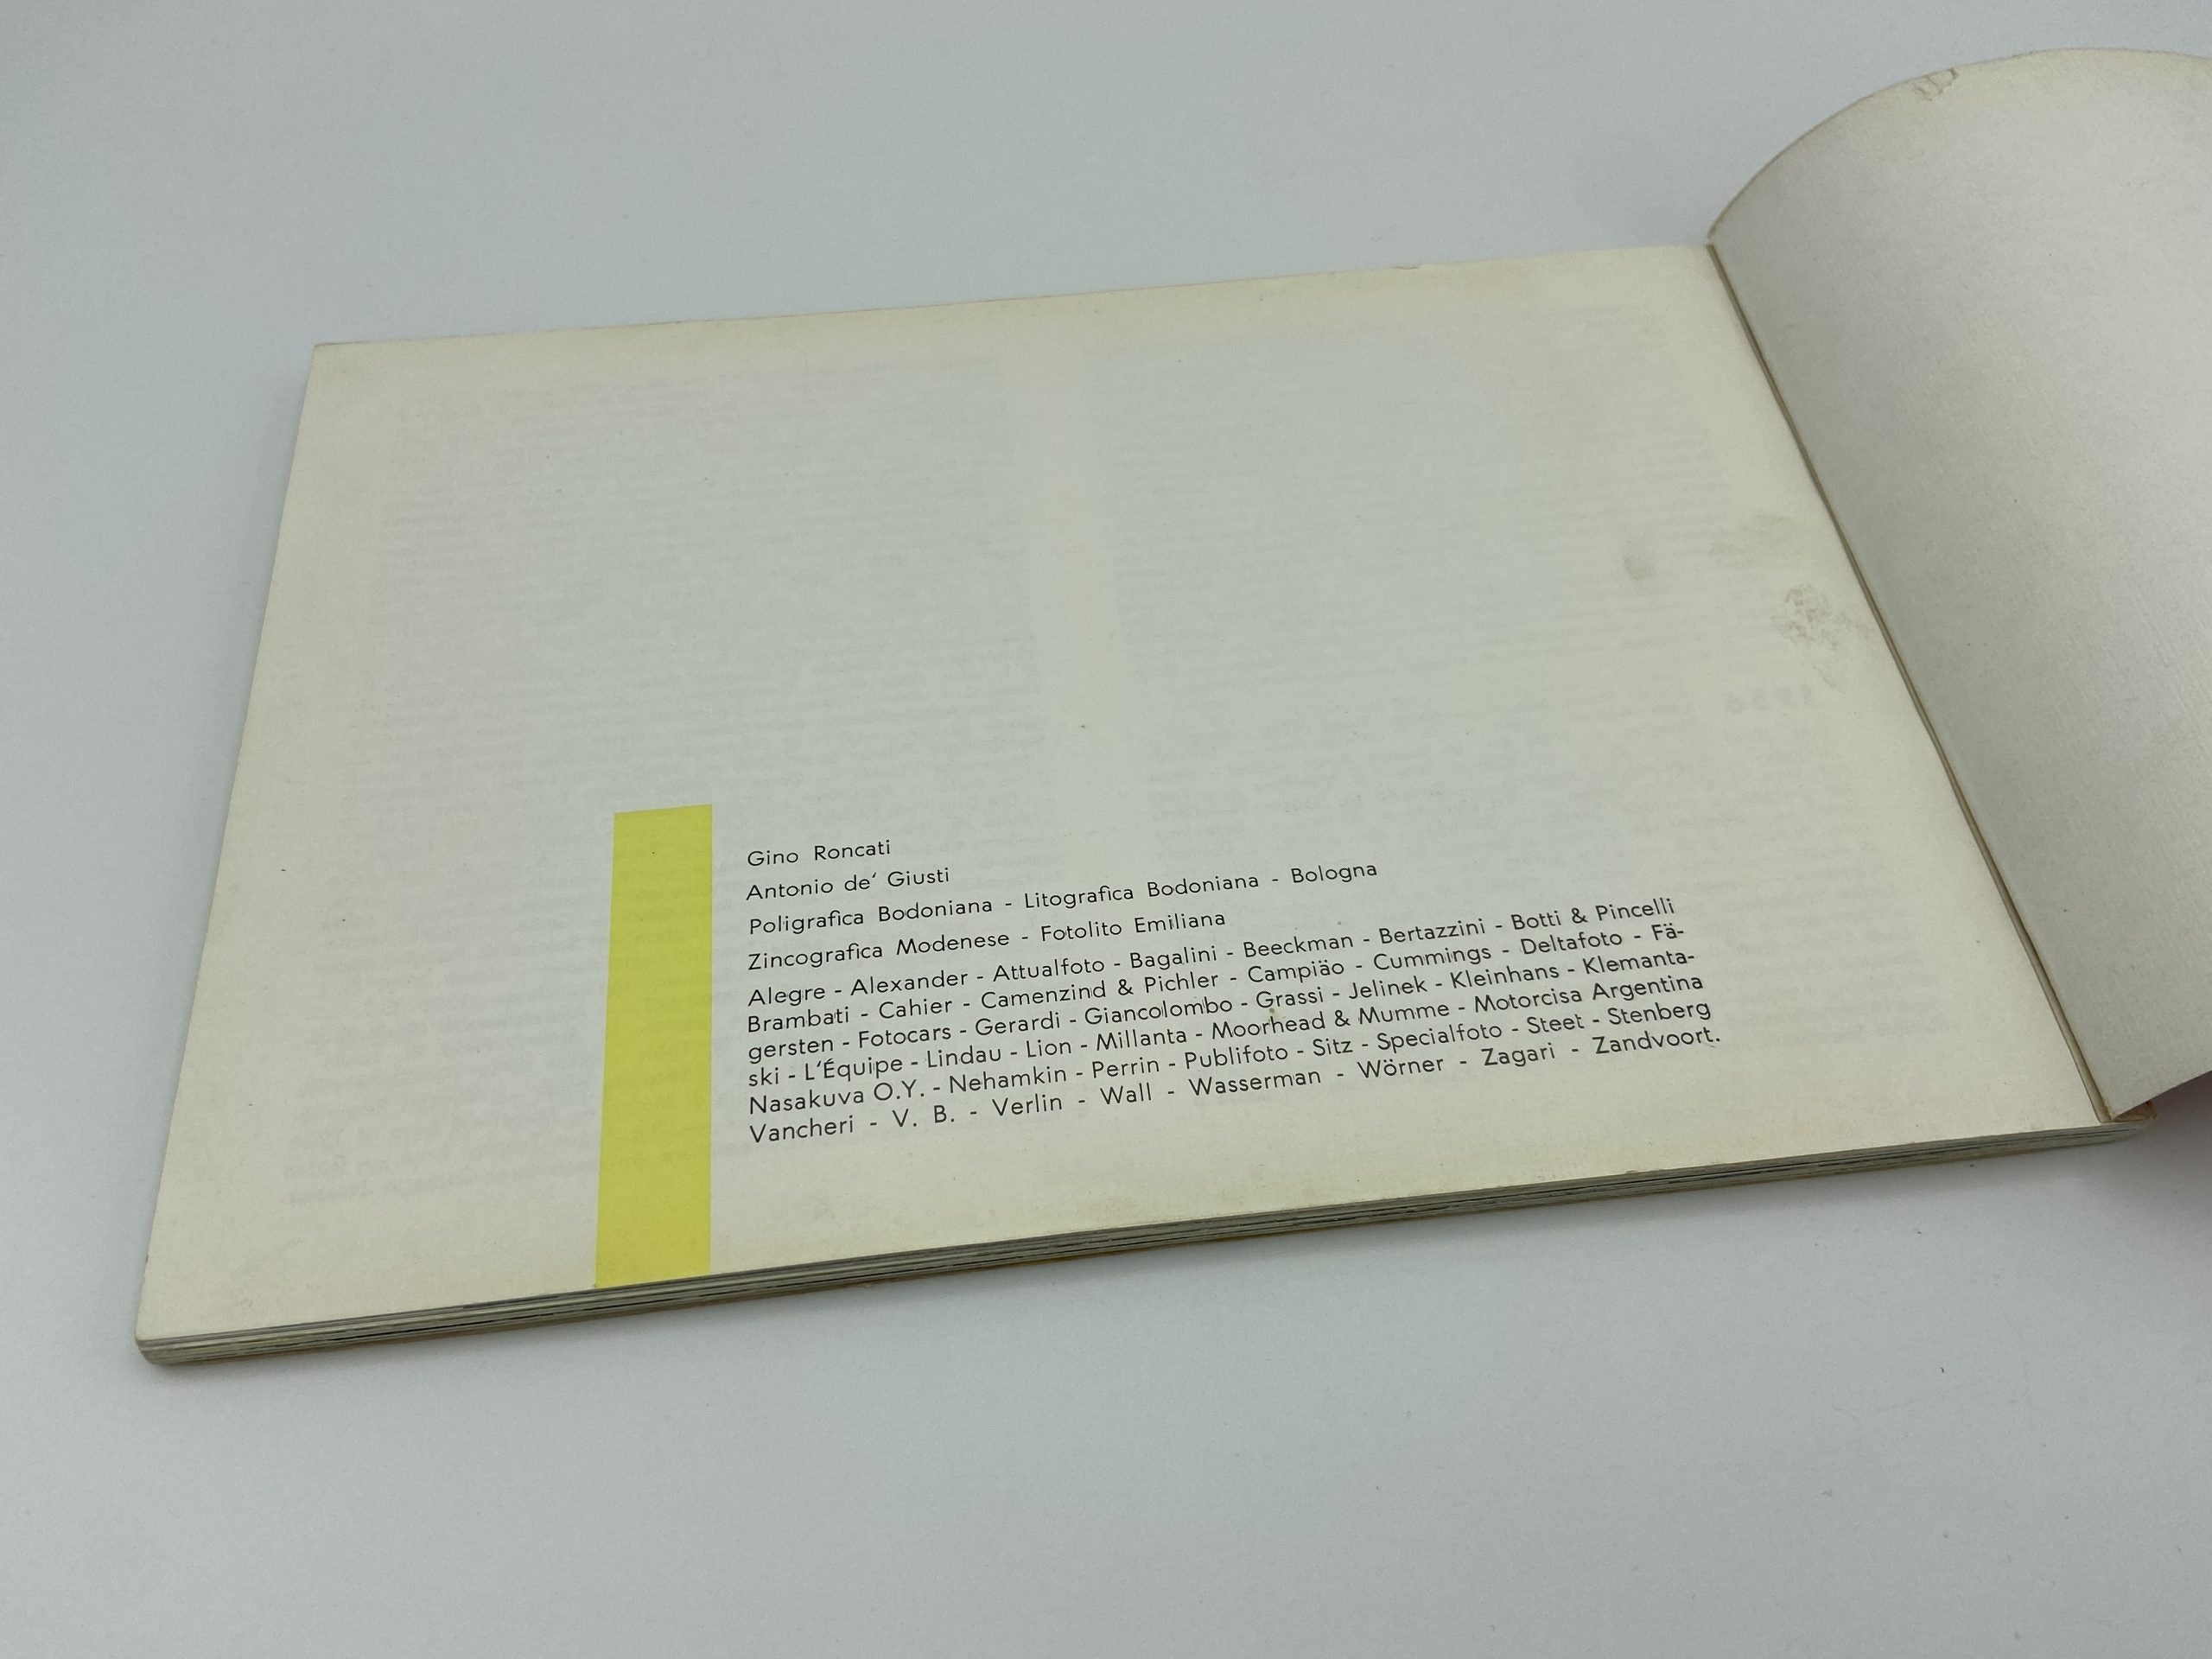 Gino Roncati
Antonio de‘ Giusti
Poligrafica Bodoniana - Litografica Bodoniana - Bologna
Zincografica Modenese - Fotolito Emiliana
Alegre - Alexander - Attualfoto - Bagalini - Beeckman - Bertazzini - Botti & Pincelli
Brambati - Cahier - Camenzind & Pichler - Campiäo - Cummings - Deltafoto - Fä-
gersten - Fotocars - Gerardi - Giancolombo - Grassi - Jelinek - Kleinhans - Klemanta-
ski - L‘Équipe - Lindau - Lion - Millanta - Moorhead & Mumme - Motorcisa Argentina
Nasakuva O.Y. - Nehamkin - Perrin - Publifoto - Sitz - Specialfoto - Steet - Stenberg
Vancheri - V. B. - Verlin - Wall - Wasserman - Wörner - Zagari - Zandvoort.